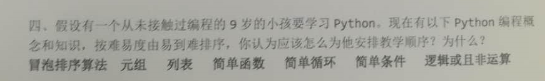 四、假设有一个从未接触过编程的 9 岁的小孩要学习 Python。现在有以下 Python 编程概
念和知识，按难易度由易到难排序，你认为应该怎么为他安排教学顺序？为什么？
冒泡排序算法 元组 列表 简单函数 简单循环 简单条件 逻辑或且非运算